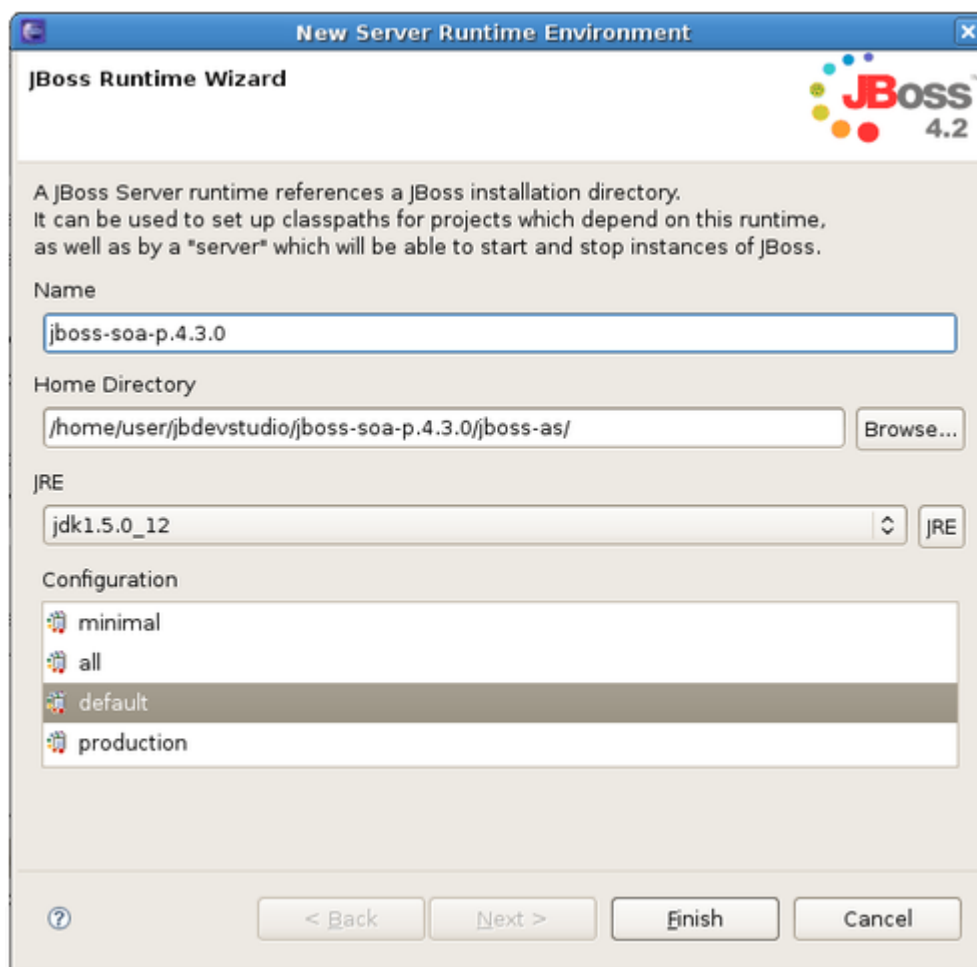 New Server Runtime Environment
JBoss Runtime Wizard
JBoss
4.2
A JBoss Server runtime references a JBoss installation directory.
It can be used to set up classpaths for projects which depend on this runtime,
as well as by a "server" which will be able to start and stop instances of JBoss.
Name
jboss-soa-p.4.3.0
Home Directory
/home/user/jbdevstudio/jboss-soa-p.4.3.0/jboss-as/
Browse...
JRE
jdk1.5.0_12
JRE
Configuration
minimal
all
default
production
?
< Back
Next >
Finish
Cancel